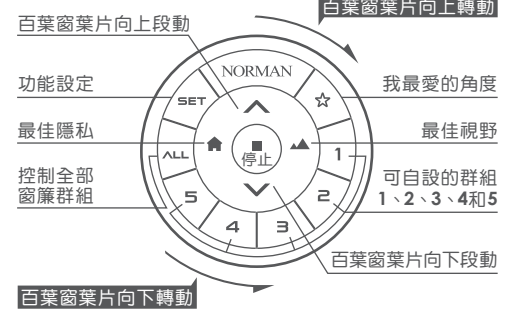 百葉窗葉片向上轉動
百葉窗葉片向上段動
NORMAN
功能設定
SET
我最愛的角度
最佳隱私
停止
最佳視野
ALL
1
控制全部
窗簾群組
5
2
可自設的群組
1、2、3、4和5
4
3
百葉窗葉片向下段動
百葉窗葉片向下轉動